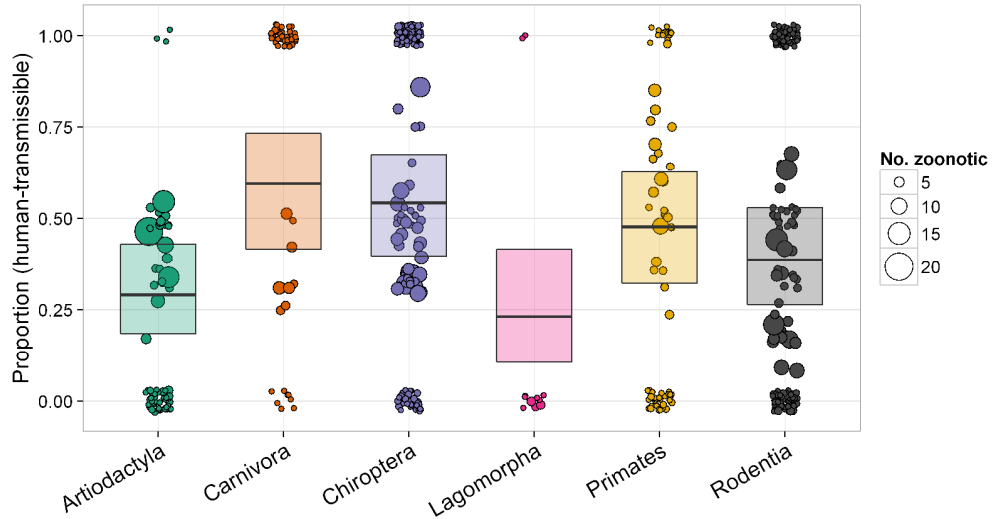 Proportion (human-transmissible)
1.00
0.75
0.50
0.25
0.00
Artiodactyla
Carnivora
Chiroptera
Lagomorpha
Primates
Rodentia
No. zoonotic
5
10
15
20